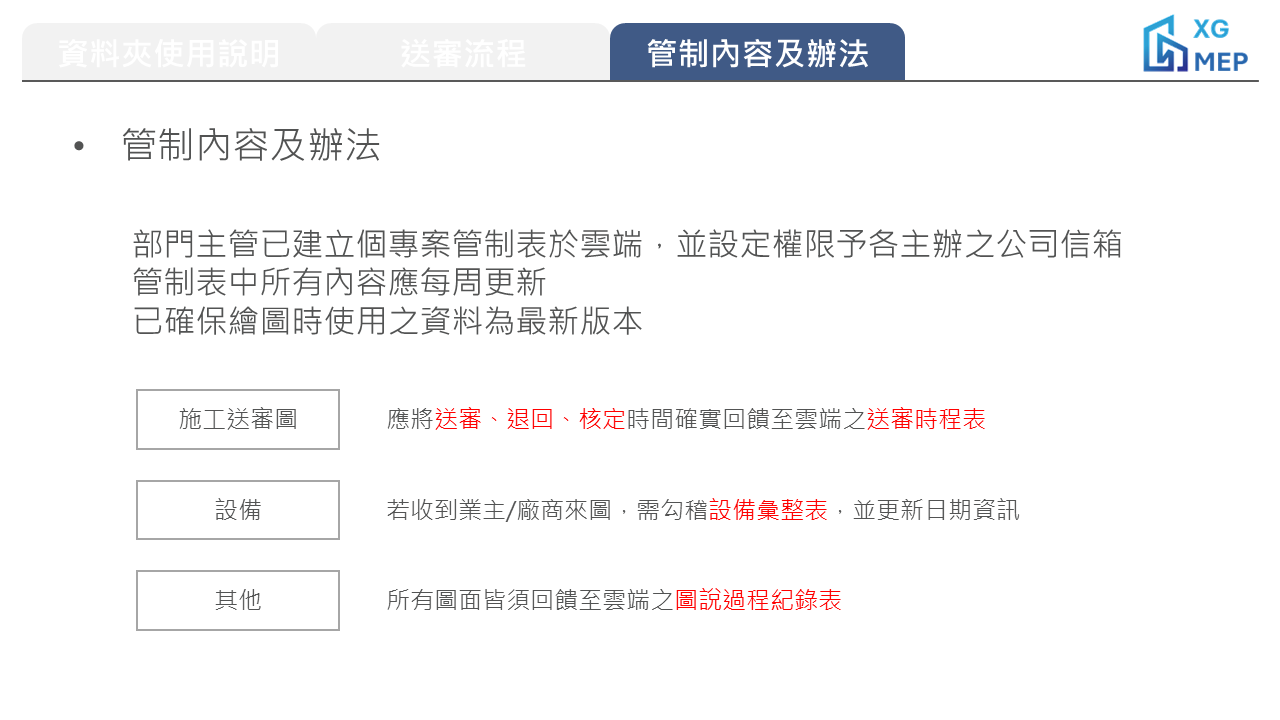 資料夾使用說明
送審流程
管制內容及辦法
XG
MEP
• 管制內容及辦法
部門主管已建立個專案管制表於雲端，並設定權限予各主辦之公司信箱
管制表中所有內容應每周更新
已確保繪圖時使用之資料為最新版本
施工送審圖
應將送審、退回、核定時間確實回饋至雲端之送審時程表
設備
若收到業主/廠商來圖，需勾稽設備彙整表，並更新日期資訊
其他
所有圖面皆須回饋至雲端之圖說過程紀錄表